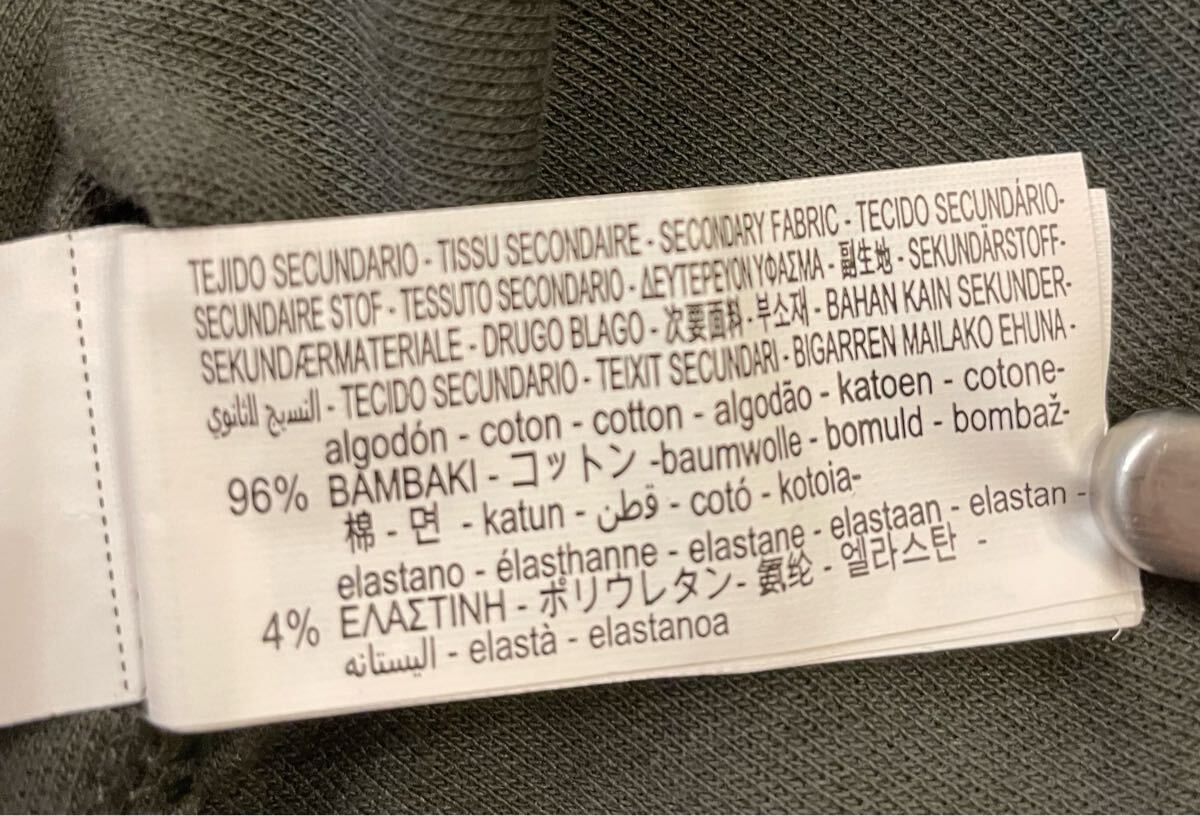 TEJIDO SECUNDARIO - TISSU SECONDAIRE - SECONDARY FABRIC - TECIDO SECUNDÁRIO-
SECUNDAIRE STOF - TESSUTO SECONDARIO - ΔΕΥΤΕΡΕΥΟΝ ΥΦΑΣΜΑ - 副生地 - SEKUNDÄRSTOFF-
SEKUNDÆRMATERIALE - DRUGO BLAGO - 次要面料 - 부소재 - BAHAN KAIN SEKUNDER-
النسيج الثانوي - TECIDO SECUNDARIO - TEIXIT SECUNDARI - BIGARREN MAILAKO EHUNA -
algodón - coton - cotton - algodão - katoen - cotone-
96% BAMBAKI - コットン -baumwolle - bomuld - bombaž-
棉 - 면 - katun - قطن - cotó - kotoia-
elastano - élasthanne - elastane - elastaan - elastan -
4% ΕΛΑΣΤΙΝΗ - ポリウレタン- 氨纶 - 엘라스탄 -
اليستانه - elastà - elastanoa